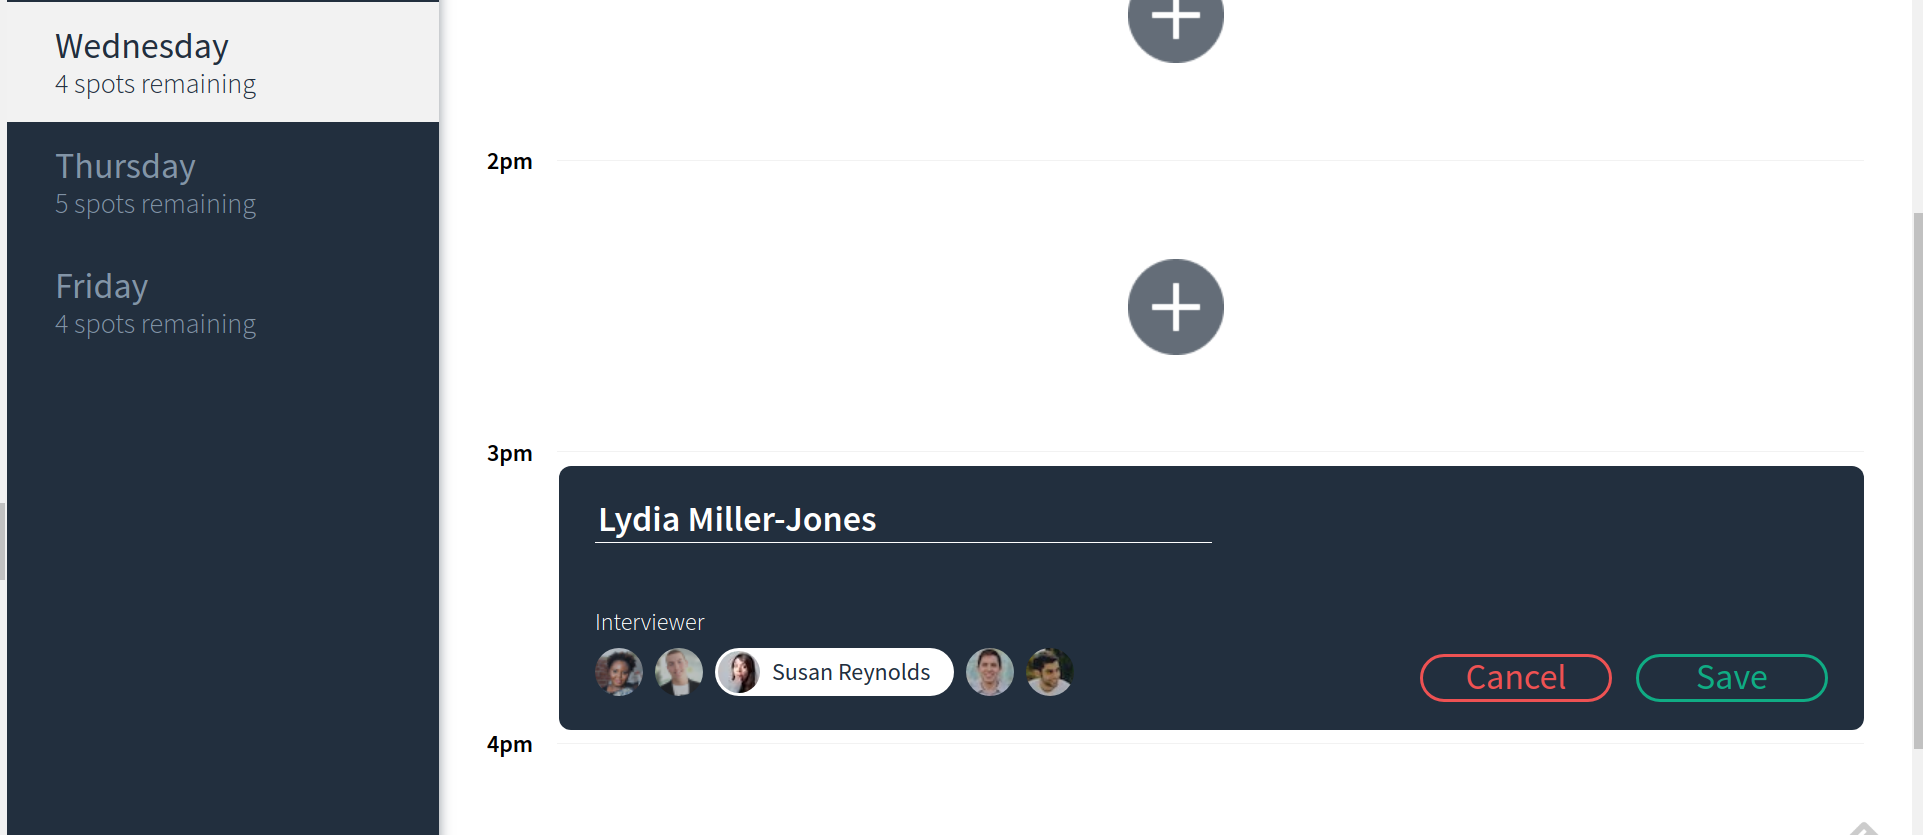 Wednesday
4 spots remaining
Thursday
5 spots remaining
Friday
4 spots remaining
2pm
3pm
Lydia Miller-Jones
Interviewer
Susan Reynolds
Cancel
Save
4pm